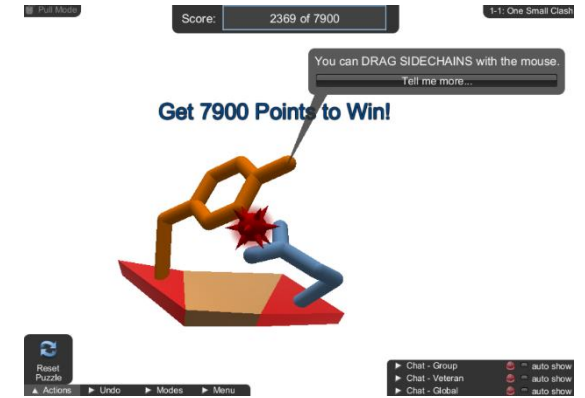 Pull Mode
Score: 2369 of 7900
1-1: One Small Clash
You can DRAG SIDECHAINS with the mouse.
Tell me more...
Get 7900 Points to Win!
Reset
Puzzle
▲ Actions ▶ Undo ▶ Modes ▶ Menu
▶ Chat - Group auto show
▶ Chat - Veteran auto show
▶ Chat - Global auto show